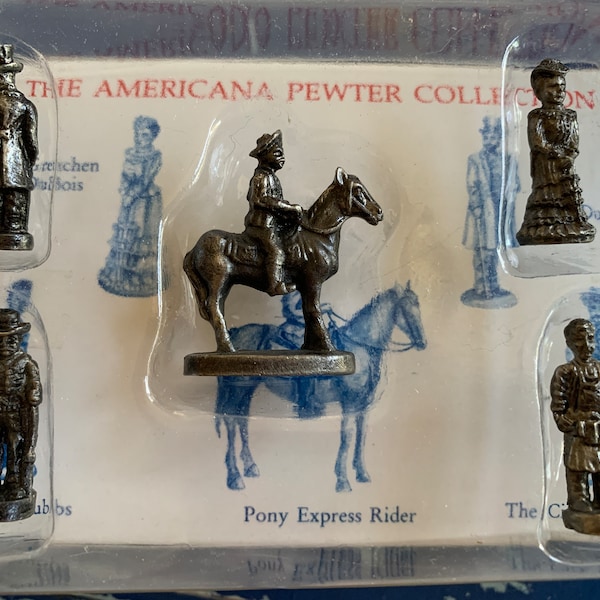 THE AMERICANA PEWTER COLLECTION
Gretchen
DuBois
Pony Express Rider
The